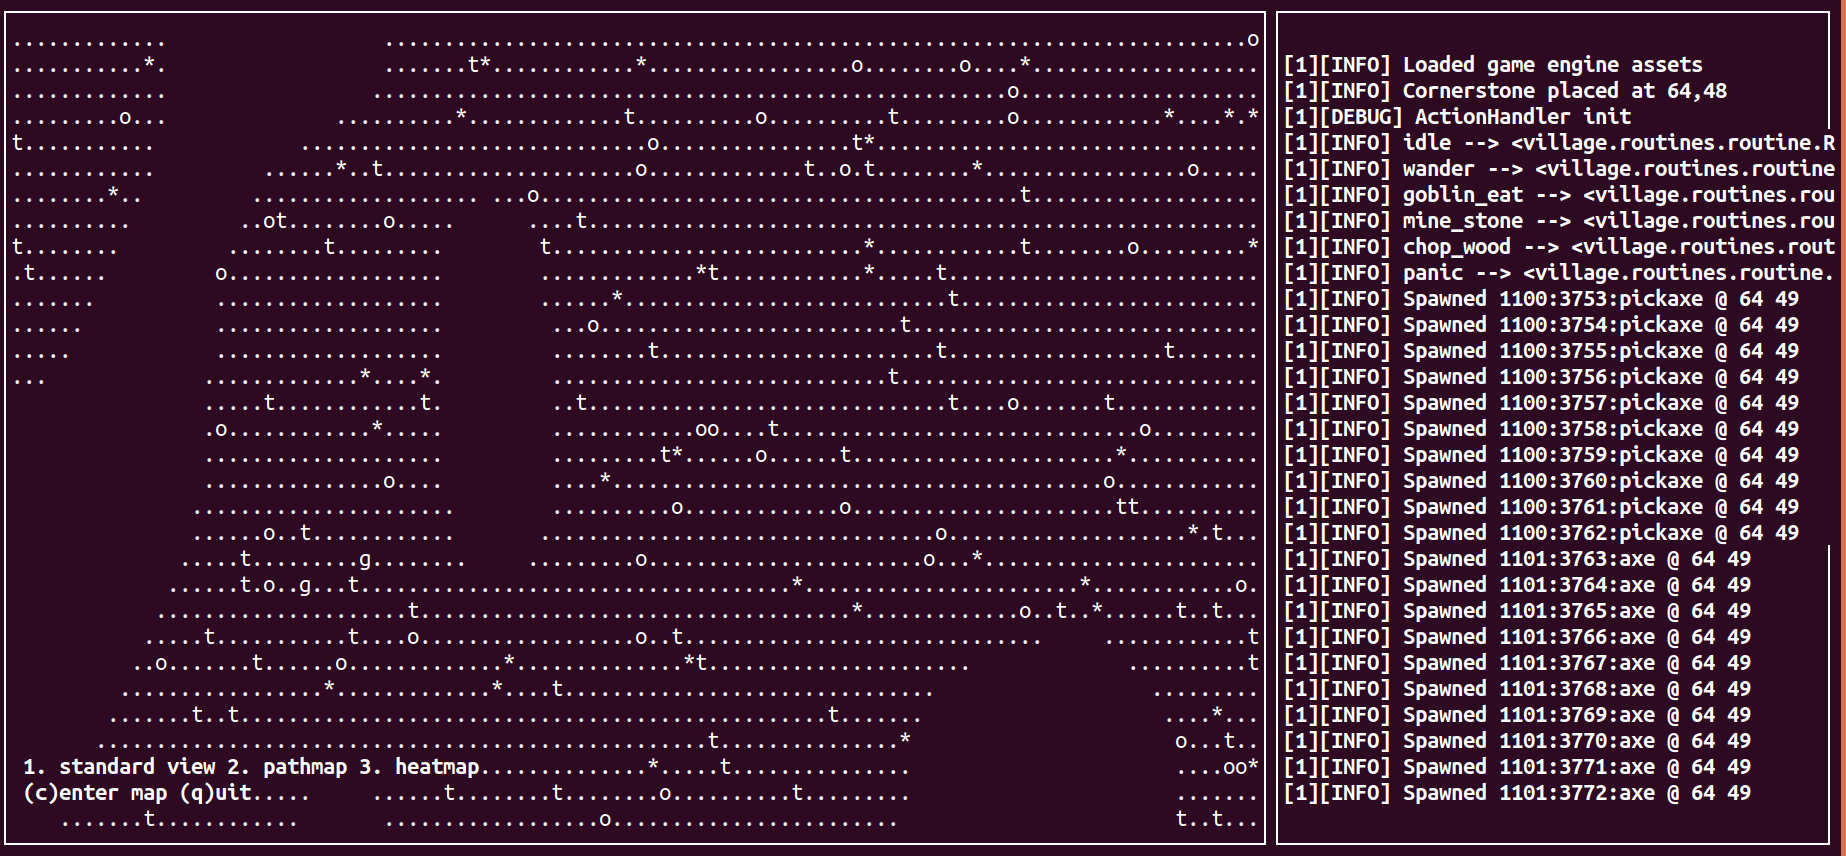 1. standard view 2. pathmap 3. heatmap
(c)enter map (q)uit
[1][INFO] Loaded game engine assets
[1][INFO] Cornerstone placed at 64,48
[1][DEBUG] ActionHandler init
[1][INFO] idle --> <village.routines.routine.R
[1][INFO] wander --> <village.routines.routine
[1][INFO] goblin_eat --> <village.routines.rou
[1][INFO] mine_stone --> <village.routines.rou
[1][INFO] chop_wood --> <village.routines.rout
[1][INFO] panic --> <village.routines.routine.
[1][INFO] Spawned 1100:3753:pickaxe @ 64 49
[1][INFO] Spawned 1100:3754:pickaxe @ 64 49
[1][INFO] Spawned 1100:3755:pickaxe @ 64 49
[1][INFO] Spawned 1100:3756:pickaxe @ 64 49
[1][INFO] Spawned 1100:3757:pickaxe @ 64 49
[1][INFO] Spawned 1100:3758:pickaxe @ 64 49
[1][INFO] Spawned 1100:3759:pickaxe @ 64 49
[1][INFO] Spawned 1100:3760:pickaxe @ 64 49
[1][INFO] Spawned 1100:3761:pickaxe @ 64 49
[1][INFO] Spawned 1100:3762:pickaxe @ 64 49
[1][INFO] Spawned 1101:3763:axe @ 64 49
[1][INFO] Spawned 1101:3764:axe @ 64 49
[1][INFO] Spawned 1101:3765:axe @ 64 49
[1][INFO] Spawned 1101:3766:axe @ 64 49
[1][INFO] Spawned 1101:3767:axe @ 64 49
[1][INFO] Spawned 1101:3768:axe @ 64 49
[1][INFO] Spawned 1101:3769:axe @ 64 49
[1][INFO] Spawned 1101:3770:axe @ 64 49
[1][INFO] Spawned 1101:3771:axe @ 64 49
[1][INFO] Spawned 1101:3772:axe @ 64 49